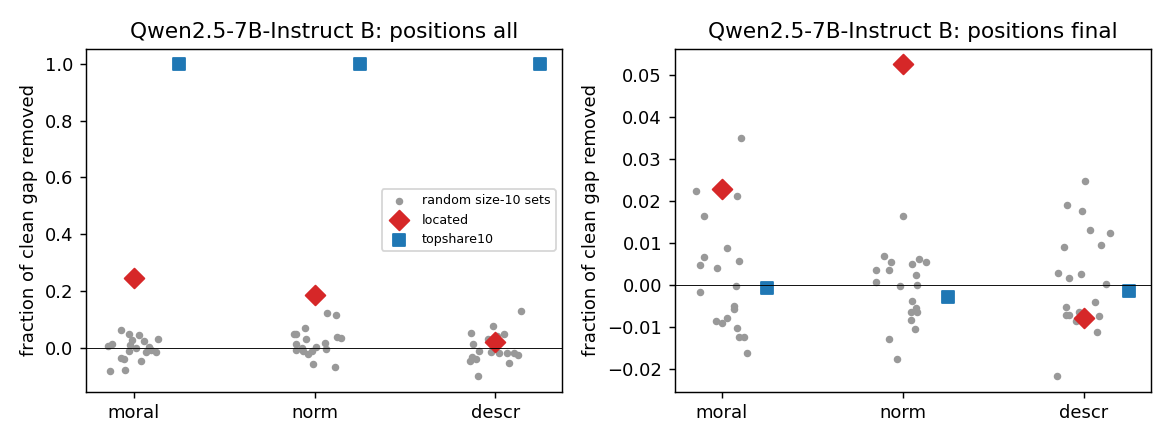 Qwen2.5-7B-Instruct B: positions all
fraction of clean gap removed
1.0
0.8
0.6
0.4
0.2
0.0
random size-10 sets
located
topshare10
moral norm descr
Qwen2.5-7B-Instruct B: positions final
fraction of clean gap removed
0.05
0.04
0.03
0.02
0.01
0.00
−0.01
−0.02
moral norm descr